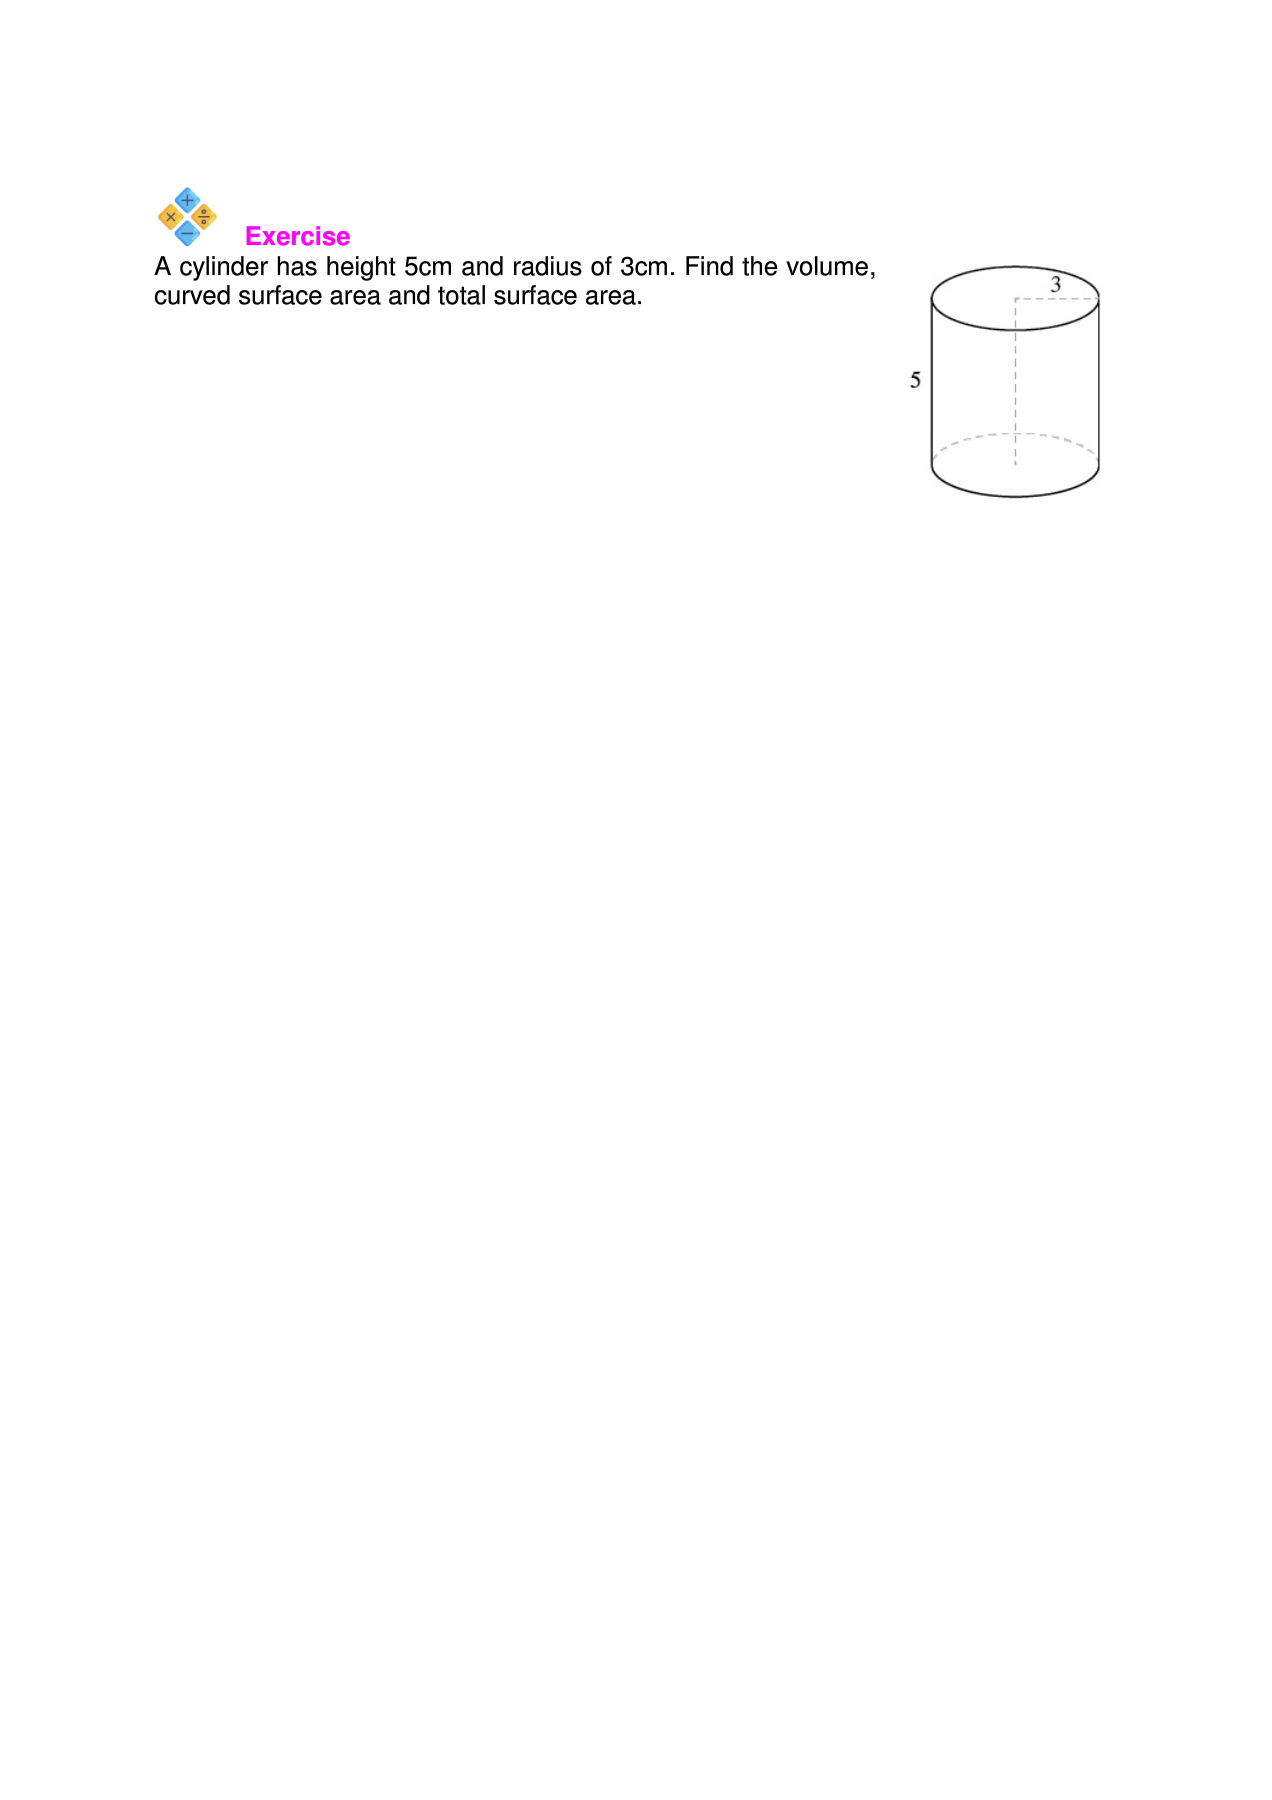 Exercise
A cylinder has height 5cm and radius of 3cm. Find the volume,
curved surface area and total surface area.
3
5